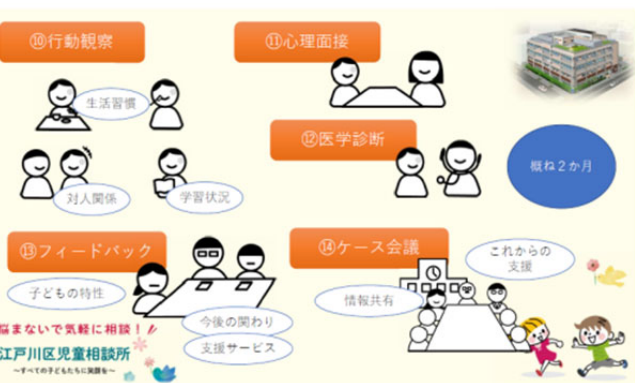 ⑩行動観察
⑪心理面接
生活習慣
⑫医学診断
概ね2か月
対人関係
学習状況
⑬フィードバック
⑭ケース会議
これからの
支援
子どもの特性
情報共有
今後の関わり
支援サービス
悩まないで気軽に相談!!
江戸川区児童相談所
~すべての子どもたちに笑顔を~